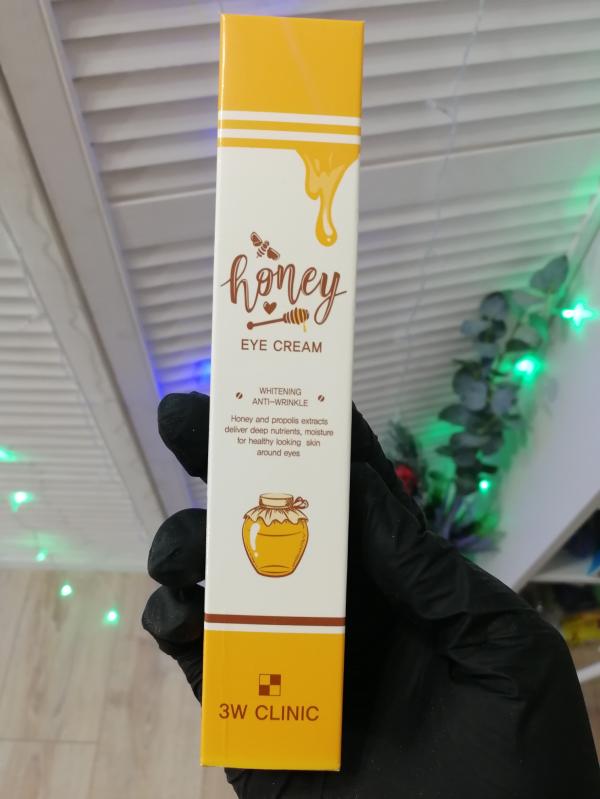 honey
EYE CREAM
WHITENING
ANTI-WRINKLE
Honey and propolis extracts
deliver deep nutrients, moisture
for healthy looking skin
around eyes
3W CLINIC